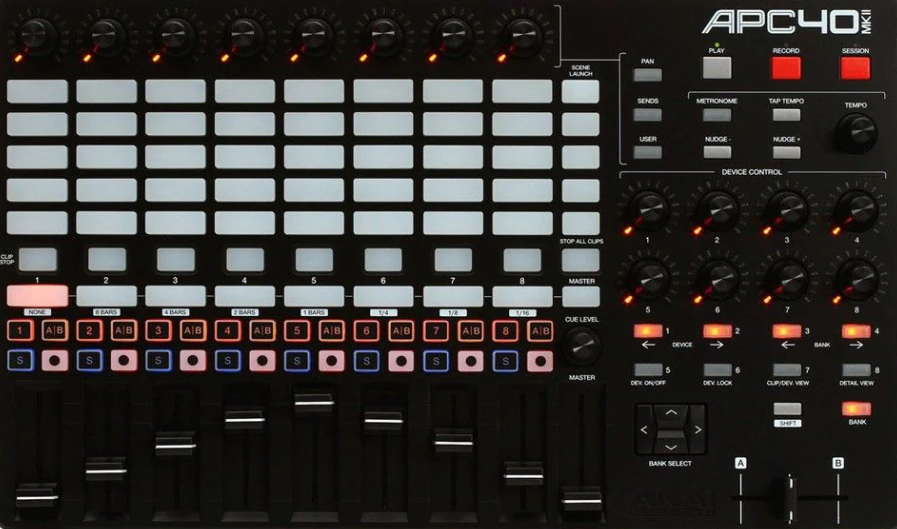 APC40 MKII
PLAY RECORD SESSION
PAN
SCENE LAUNCH
SENDS METRONOME TAP TEMPO TEMPO
USER NUDGE - NUDGE +
DEVICE CONTROL
1 2 3 4
STOP ALL CLIPS
CLIP STOP
1 2 3 4 5 6 7 8 MASTER
5 6 7 8
NONE 8 BARS 4 BARS 2 BARS 1 BARS 1/4 1/8 1/16
CUE LEVEL
1 A|B 2 A|B 3 A|B 4 A|B 5 A|B 6 A|B 7 A|B 8 A|B
1 2 3 4
← DEVICE → ← BANK →
S S S S S S S S
MASTER
5 6 7 8
DEV. ON/OFF DEV. LOCK CLIP/DEV. VIEW DETAIL VIEW
SHIFT BANK
BANK SELECT
A B
AKAI